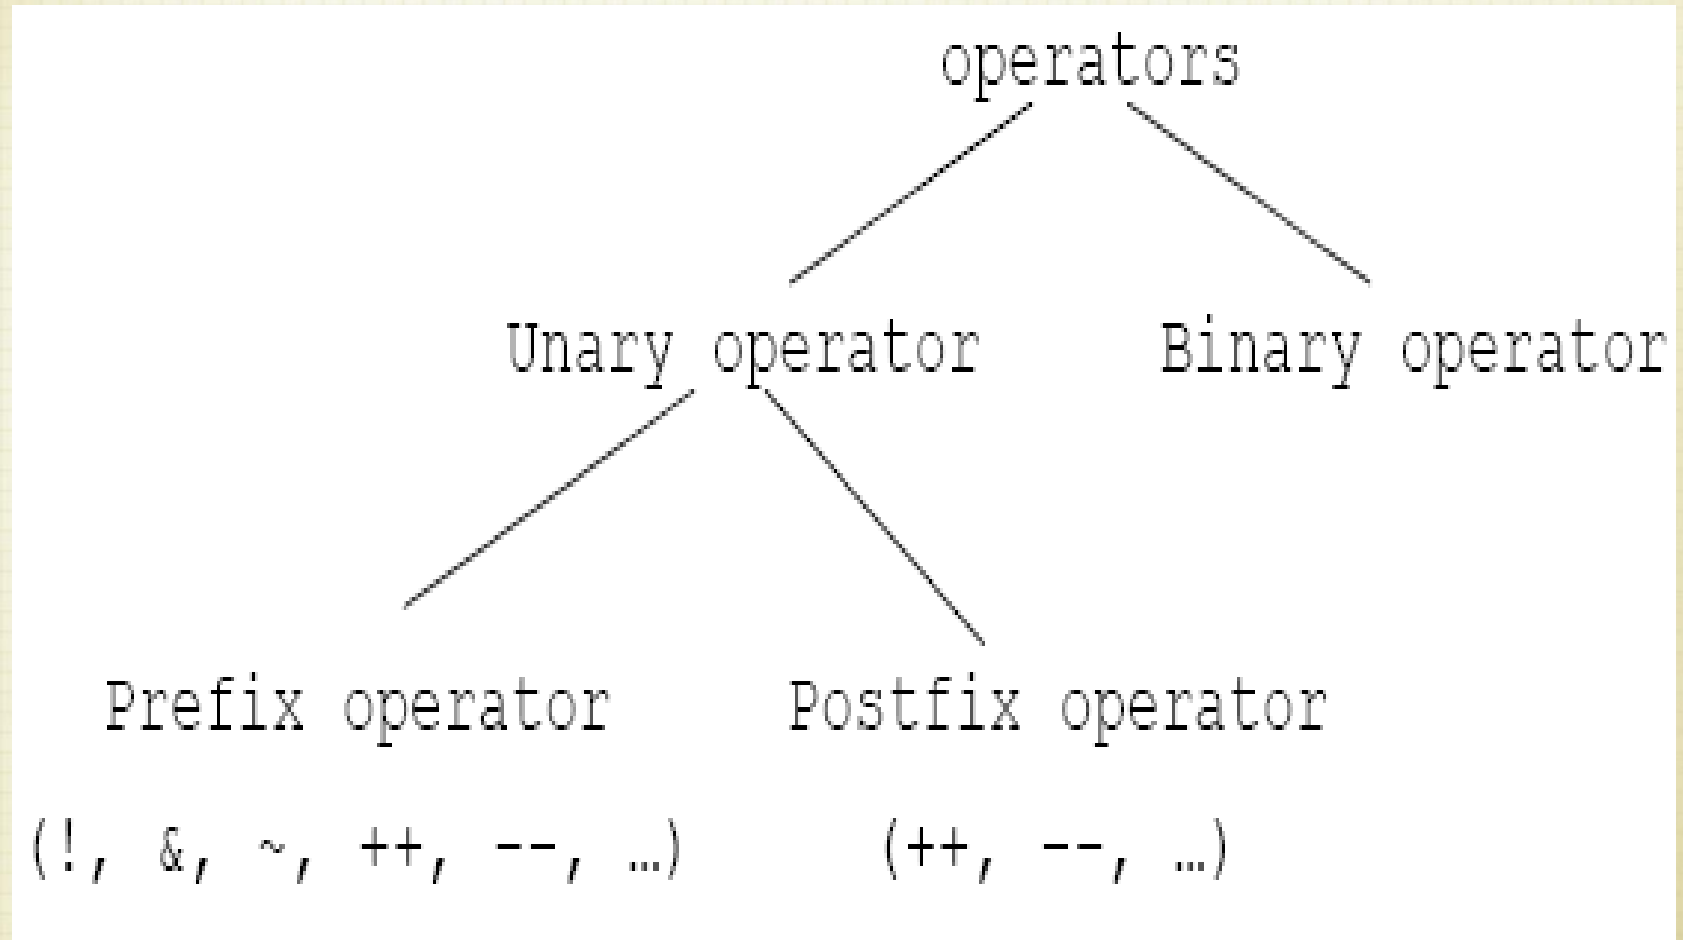 operators
Unary operator Binary operator
Prefix operator Postfix operator
(!, &, ~, ++, --, …) (++, --, …)